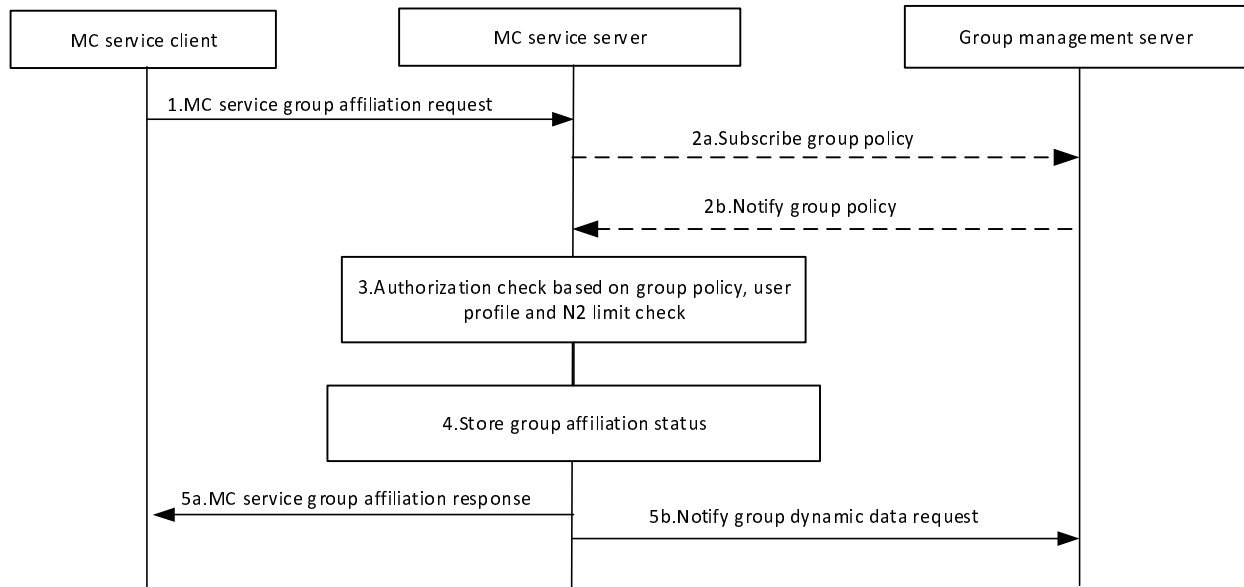 MC service client
MC service server
Group management server
1.MC service group affiliation request
2a.Subscribe group policy
2b.Notify group policy
3.Authorization check based on group policy, user
profile and N2 limit check
4.Store group affiliation status
5a.MC service group affiliation response
5b.Notify group dynamic data request